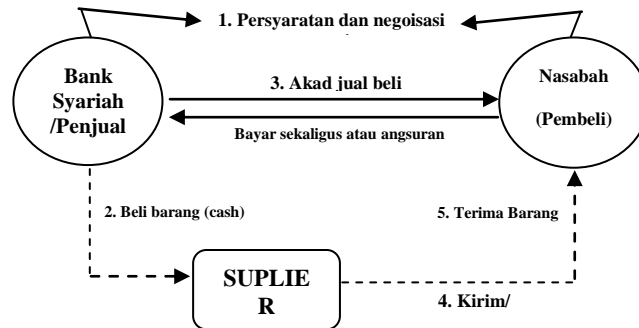 1. Persyaratan dan negoisasi
Bank
Syariah
/Penjual
3. Akad jual beli
Bayar sekaligus atau angsuran
Nasabah
(Pembeli)
2. Beli barang (cash)
5. Terima Barang
SUPLIE
R
4. Kirim/